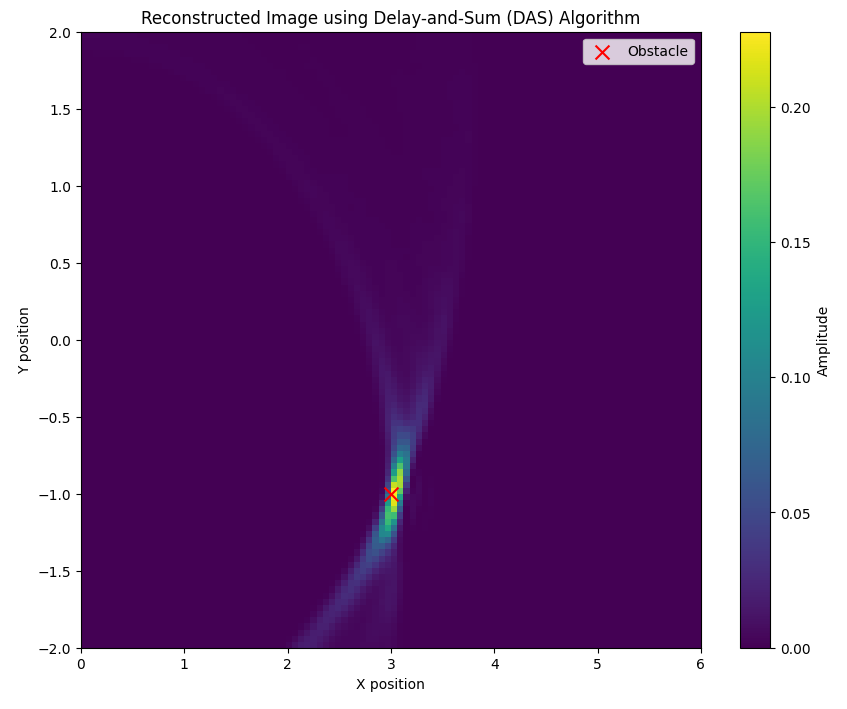 Reconstructed Image using Delay-and-Sum (DAS) Algorithm
Obstacle
2.0
1.5
1.0
0.5
0.0
−0.5
−1.0
−1.5
−2.0
Y position
0 1 2 3 4 5 6
X position
0.20
0.15
0.10
0.05
0.00
Amplitude